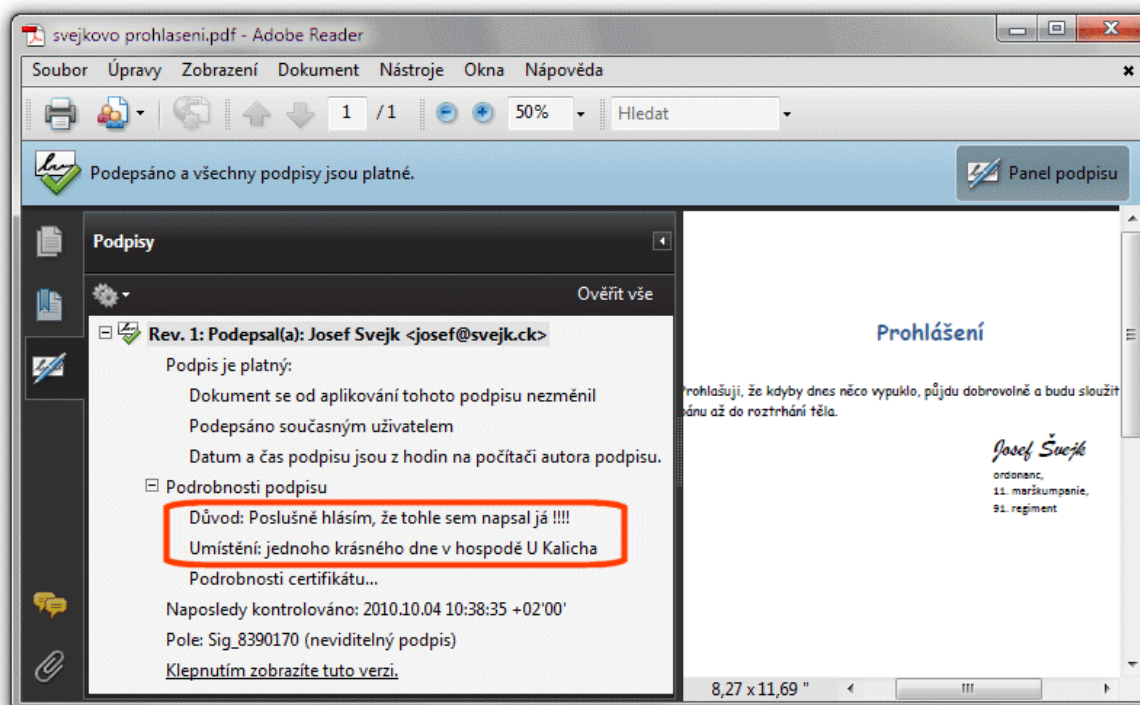 svejkovo prohlaseni.pdf - Adobe Reader
Soubor Úpravy Zobrazení Dokument Nástroje Okna Nápověda
1 / 1 50% Hledat
Podepsáno a všechny podpisy jsou platné.
Panel podpisu
Podpisy
Ověřit vše
Rev. 1: Podepsal(a): Josef Svejk <josef@svejk.ck>
Podpis je platný:
Dokument se od aplikování tohoto podpisu nezměnil
Podepsáno současným uživatelem
Datum a čas podpisu jsou z hodin na počítači autora podpisu.
Podrobnosti podpisu
Důvod: Poslušně hlásím, že tohle sem napsal já !!!!
Umístění: jednoho krásného dne v hospodě U Kalicha
Podrobnosti certifikátu...
Naposledy kontrolováno: 2010.10.04 10:38:35 +02'00'
Pole: Sig_8390170 (neviditelný podpis)
Klepnutím zobrazíte tuto verzi.
Prohlášení
rohlašuji, že kdyby dnes něco vypuklo, půjdu dobrovolně a budu sloužit
ánu až do roztrhání těla.
Josef Švejk
ordonanc,
11. marškumpanie,
91. regiment
8,27 x 11,69 "